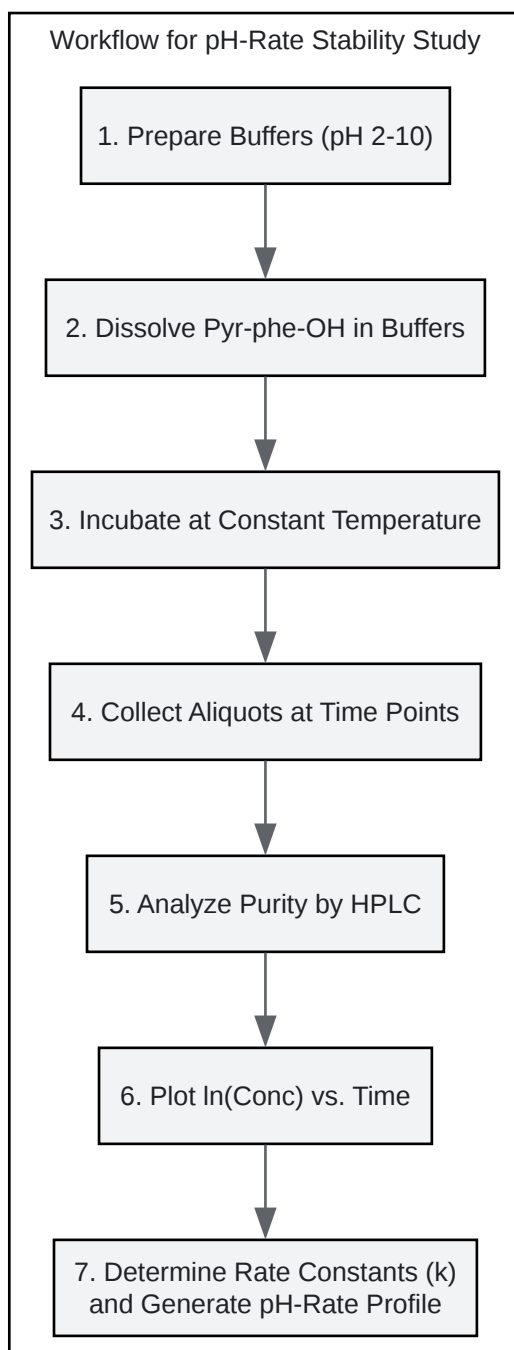 Workflow for pH-Rate Stability Study
1. Prepare Buffers (pH 2-10)
2. Dissolve Pyr-phe-OH in Buffers
3. Incubate at Constant Temperature
4. Collect Aliquots at Time Points
5. Analyze Purity by HPLC
6. Plot ln(Conc) vs. Time
7. Determine Rate Constants (k)
and Generate pH-Rate Profile